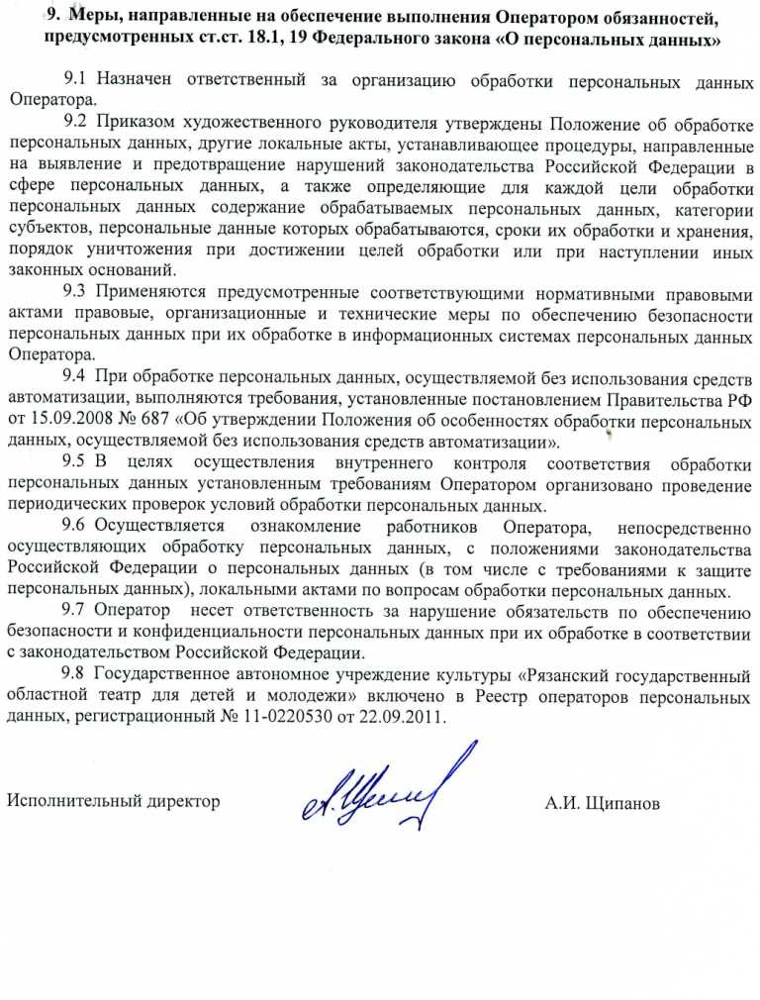 9. Меры, направленные на обеспечение выполнения Оператором обязанностей,
предусмотренных ст.ст. 18.1, 19 Федерального закона «О персональных данных»
9.1 Назначен ответственный за организацию обработки персональных данных
Оператора.
9.2 Приказом художественного руководителя утверждены Положение об обработке
персональных данных, другие локальные акты, устанавливающее процедуры, направленные
на выявление и предотвращение нарушений законодательства Российской Федерации в
сфере персональных данных, а также определяющие для каждой цели обработки
персональных данных содержание обрабатываемых персональных данных, категории
субъектов, персональные данные которых обрабатываются, сроки их обработки и хранения,
порядок уничтожения при достижении целей обработки или при наступлении иных
законных оснований.
9.3 Применяются предусмотренные соответствующими нормативными правовыми
актами правовые, организационные и технические меры по обеспечению безопасности
персональных данных при их обработке в информационных системах персональных данных
Оператора.
9.4 При обработке персональных данных, осуществляемой без использования средств
автоматизации, выполняются требования, установленные постановлением Правительства РФ
от 15.09.2008 № 687 «Об утверждении Положения об особенностях обработки персональных
данных, осуществляемой без использования средств автоматизации».
9.5 В целях осуществления внутреннего контроля соответствия обработки
персональных данных установленным требованиям Оператором организовано проведение
периодических проверок условий обработки персональных данных.
9.6 Осуществляется ознакомление работников Оператора, непосредственно
осуществляющих обработку персональных данных, с положениями законодательства
Российской Федерации о персональных данных (в том числе с требованиями к защите
персональных данных), локальными актами по вопросам обработки персональных данных.
9.7 Оператор несет ответственность за нарушение обязательств по обеспечению
безопасности и конфиденциальности персональных данных при их обработке в соответствии
с законодательством Российской Федерации.
9.8 Государственное автономное учреждение культуры «Рязанский государственный
областной театр для детей и молодежи» включено в Реестр операторов персональных
данных, регистрационный № 11-0220530 от 22.09.2011.
Исполнительный директор
А.И. Щипанов